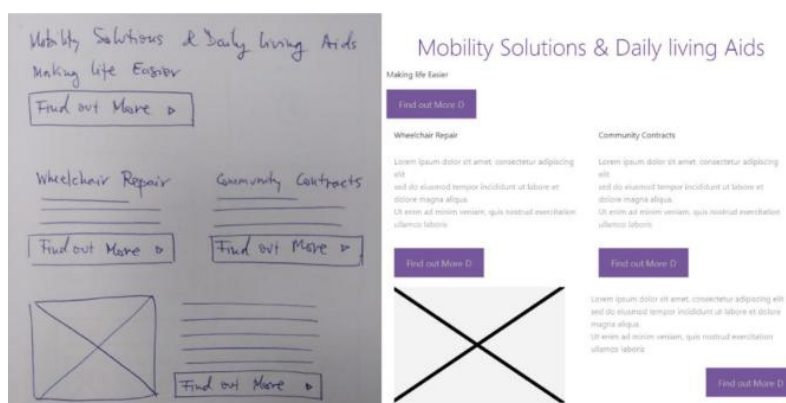 Mobility Solutions & Daily living Aids
Making life Easier
Find out More ▷
Wheelchair Repair
Community Contracts
Find out More ▷
Find out More ▷
Find out More ▷
Mobility Solutions & Daily living Aids
Making life Easier
Find out More D
Wheelchair Repair
Lorem ipsum dolor sit amet, consectetur adipiscing
elit
sed do eiusmod tempor incididunt ut labore et
dolore magna aliqua.
Ut enim ad minim veniam, quis nostrud exercitation
ullamco laboris
Find out More D
Community Contracts
Lorem ipsum dolor sit amet, consectetur adipiscing
elit
sed do eiusmod tempor incididunt ut labore et
dolore magna aliqua.
Ut enim ad minim veniam, quis nostrud exercitation
ullamco laboris
Find out More D
Lorem ipsum dolor sit amet, consectetur adipiscing elit
sed do eiusmod tempor incididunt ut labore et dolore
magna aliqua.
Ut enim ad minim veniam, quis nostrud exercitation
ullamco laboris
Find out More D